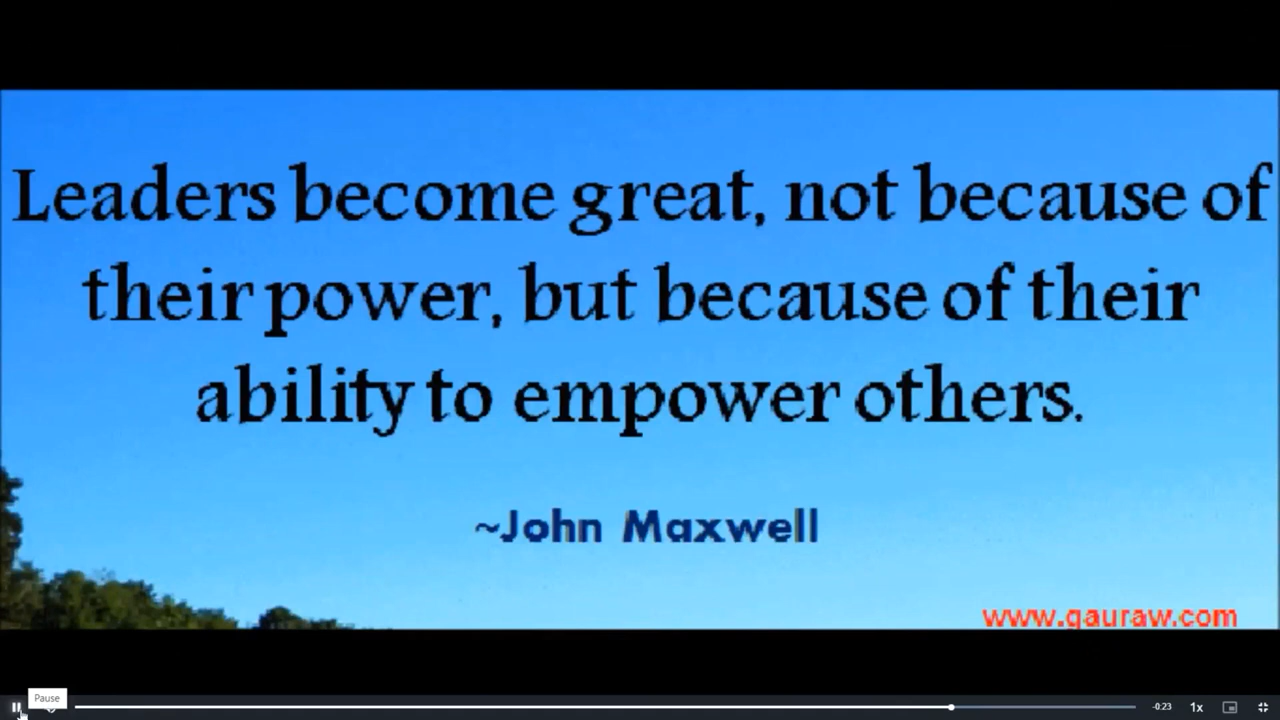 Leaders become great, not because of
their power, but because of their
ability to empower others.
~John Maxwell
www.gauraw.com
Pause
-0:23
1x